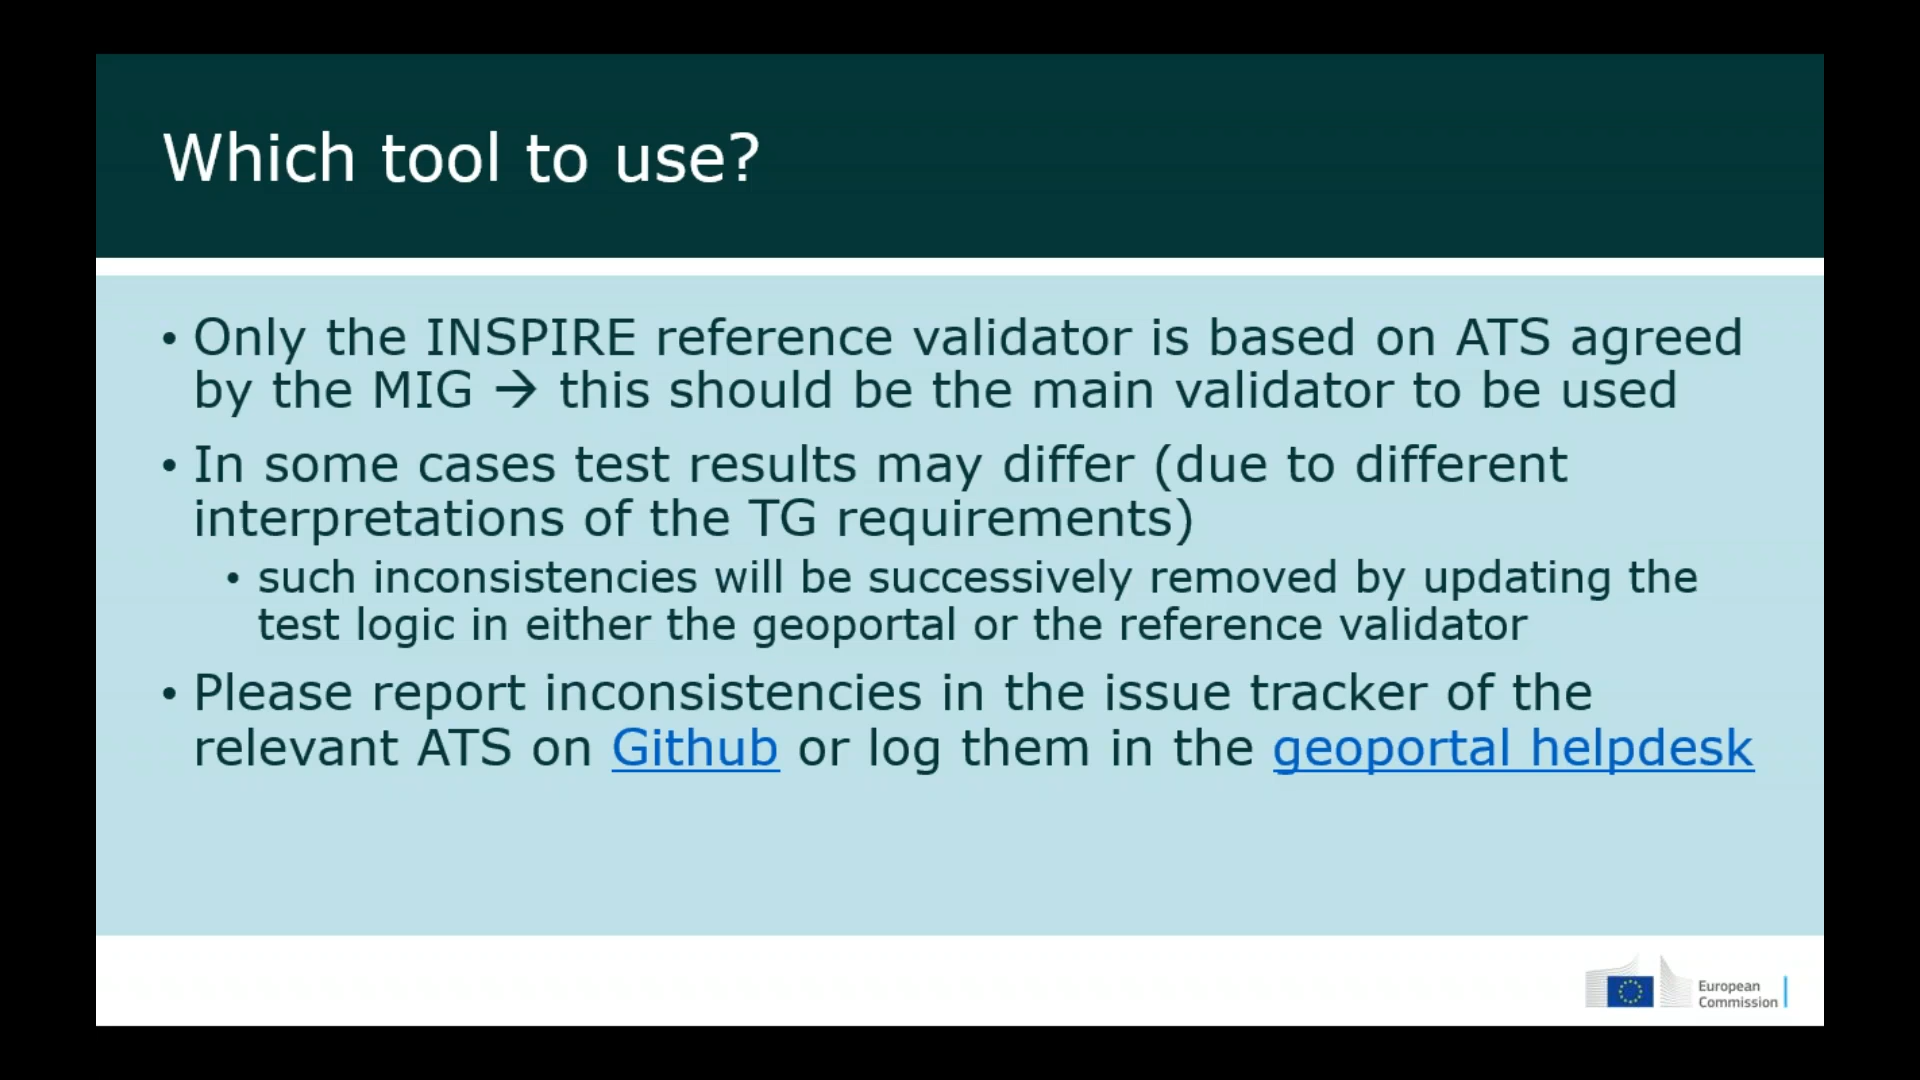 Which tool to use?
• Only the INSPIRE reference validator is based on ATS agreed
by the MIG → this should be the main validator to be used
• In some cases test results may differ (due to different
interpretations of the TG requirements)
• such inconsistencies will be successively removed by updating the
test logic in either the geoportal or the reference validator
• Please report inconsistencies in the issue tracker of the
relevant ATS on Github or log them in the geoportal helpdesk
European
Commission